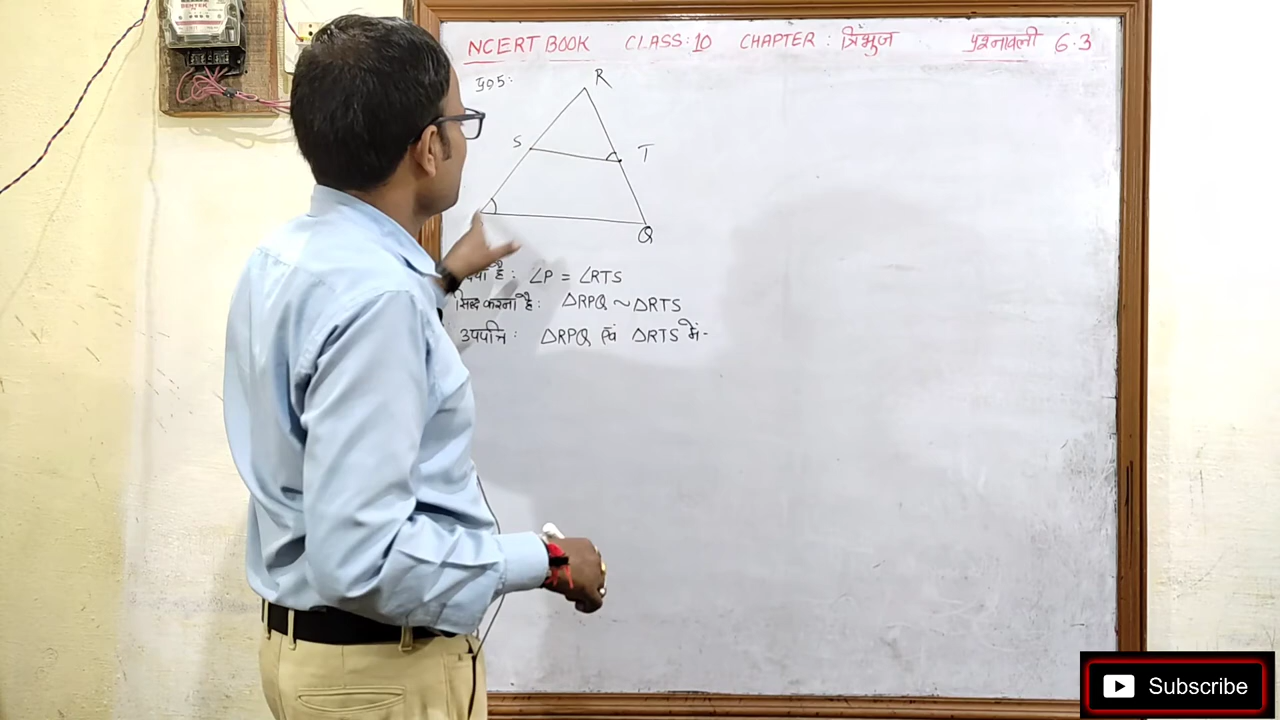 NCERT BOOK CLASS: 10 CHAPTER : त्रिभुज प्रश्नावली 6.3
प्र05:
R
S
T
Q
है : ∠P = ∠RTS
सिद्ध करना है : △RPQ ~ △RTS
उपपत्ति : △RPQ एवं △RTS में-
Subscribe